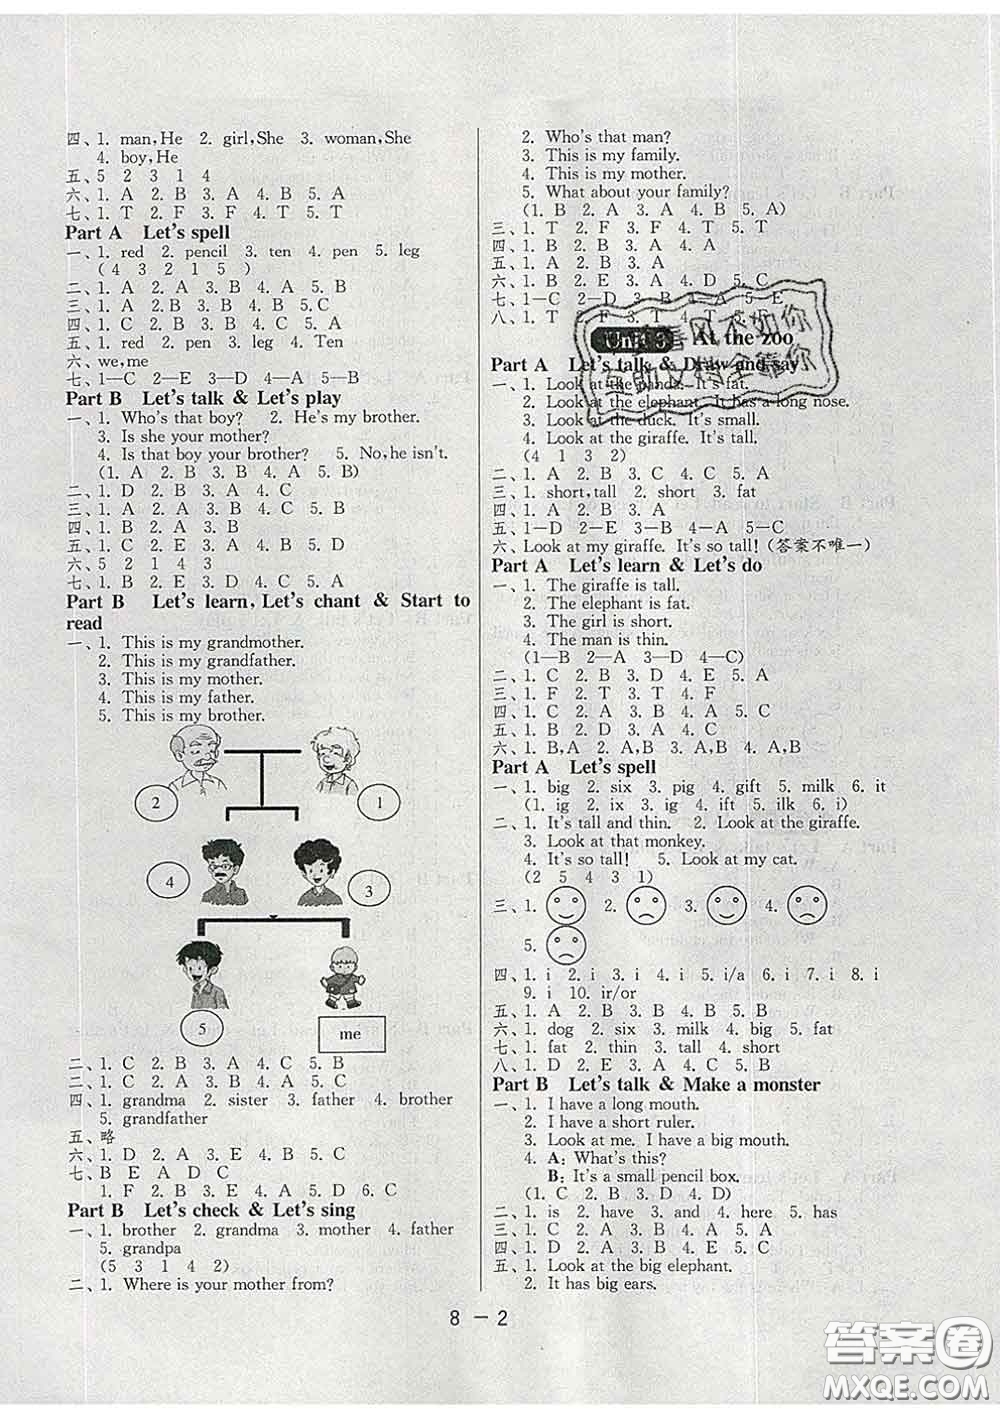 四、1. man,He 2. girl,She 3. woman,She
4. boy,He
五、5 2 3 1 4
六、1. A 2. B 3. A 4. B 5. A
七、1. T 2. F 3. F 4. T 5. T
Part A Let's spell
一、1. red 2. pencil 3. ten 4. pen 5. leg
(4 3 2 1 5 )
二、1. A 2. A 3. B 4. A 5. B
三、1. A 2. B 3. B 4. B 5. C
四、1. C 2. B 3. A 4. B 5. B
五、1. red 2. pen 3. leg 4. Ten
六、we,me
七、1—C 2—E 3—D 4—B 5—A
Part B Let's talk & Let's play
一、1. Who's that boy? 2. He's my brother.
3. Is she your mother?
4. Is that boy your brother? 5. No,he isn't.
(1. A 2. B 3. B 4. A 5. B)
二、1. D 2. B 3. A 4. C
三、1. A 2. A 3. B 4. C 5. B
四、1. B 2. A 3. B
五、1. C 2. E 3. A 4. B 5. D
六、5 2 1 4 3
七、1. B 2. E 3. D 4. A 5. C
Part B Let's learn, Let's chant & Start to
read
一、1. This is my grandmother.
2. This is my grandfather.
3. This is my mother.
4. This is my father.
5. This is my brother.
2
1
4
3
5
me
二、1. C 2. B 3. A 4. C 5. B
三、1. C 2. A 3. B 4. A 5. B
四、1. grandma 2. sister 3. father 4. brother
5. grandfather
五、略
六、1. D 2. A 3. E 4. B 5. C
七、B E A D C
1. F 2. B 3. E 4. A 5. D 6. C
Part B Let's check & Let's sing
一、1. brother 2. grandma 3. mother 4. father
5. grandpa
(5 3 1 4 2)
二、1. Where is your mother from?
2. Who's that man?
3. This is my family.
4. This is my mother.
5. What about your family?
(1. B 2. A 3. A 4. B 5. A)
三、1. T 2. F 3. F 4. T 5. T
四、1. B 2. B 3. A 4. A
五、1. A 2. B 3. A
六、1. B 2. E 3. A 4. D 5. C
七、1—C 2—D 3—B 4—A 5—E
八、1. T 2. F 3. T 4. T 5. F
Unit 3 At the zoo
Part A Let's talk & Draw and say
一、1. Look at the panda. It's fat.
2. Look at the elephant. It has a long nose.
3. Look at the duck. It's small.
4. Look at the giraffe. It's tall.
(4 1 3 2)
二、1. A 2. B 3. C 4. C 5. A
三、1. short,tall 2. short 3. fat
四、1. A 2. B 3. A
五、1—D 2—E 3—B 4—A 5—C
六、Look at my giraffe. It's so tall! (答案不唯一)
Part A Let's learn & Let's do
一、1. The giraffe is tall.
2. The elephant is fat.
3. The girl is short.
4. The man is thin.
(1—B 2—A 3—D 4—C)
二、1. C 2. B 3. D 4. E 5. A
三、1. F 2. T 3. T 4. F
四、1. C 2. A 3. B 4. A 5. C
五、1. B 2. D 3. A 4. C
六、1. B,A 2. A,B 3. A,B 4. A,B
Part A Let's spell
一、1. big 2. six 3. pig 4. gift 5. milk 6. it
(1. ig 2. ix 3. ig 4. ift 5. ilk 6. i)
二、1. It's tall and thin. 2. Look at the giraffe.
3. Look at that monkey.
4. It's so tall! 5. Look at my cat.
(2 5 4 3 1)
三、1. 2. 3. 4.
5.
四、1. i 2. i 3. i 4. i 5. i/a 6. i 7. i 8. i
9. i 10. ir/or
五、1. A 2. B 3. B 4. B 5. B
六、1. dog 2. six 3. milk 4. big 5. fat
七、1. fat 2. thin 3. tall 4. short
八、1. D 2. E 3. A 4. C 5. B
Part B Let's talk & Make a monster
一、1. I have a long mouth.
2. I have a short ruler.
3. Look at me. I have a big mouth.
4. A: What's this?
B: It's a small pencil box.
(1. C 2. B 3. D 4. D)
二、1. is 2. have 3. and 4. here 5. has
三、1. C 2. A 3. B 4. A 5. A
四、1. D 2. A 3. B 4. E 5. C
五、1. Look at the big elephant.
2. It has big ears.
8 － 2
答案圈
MXQE.COM